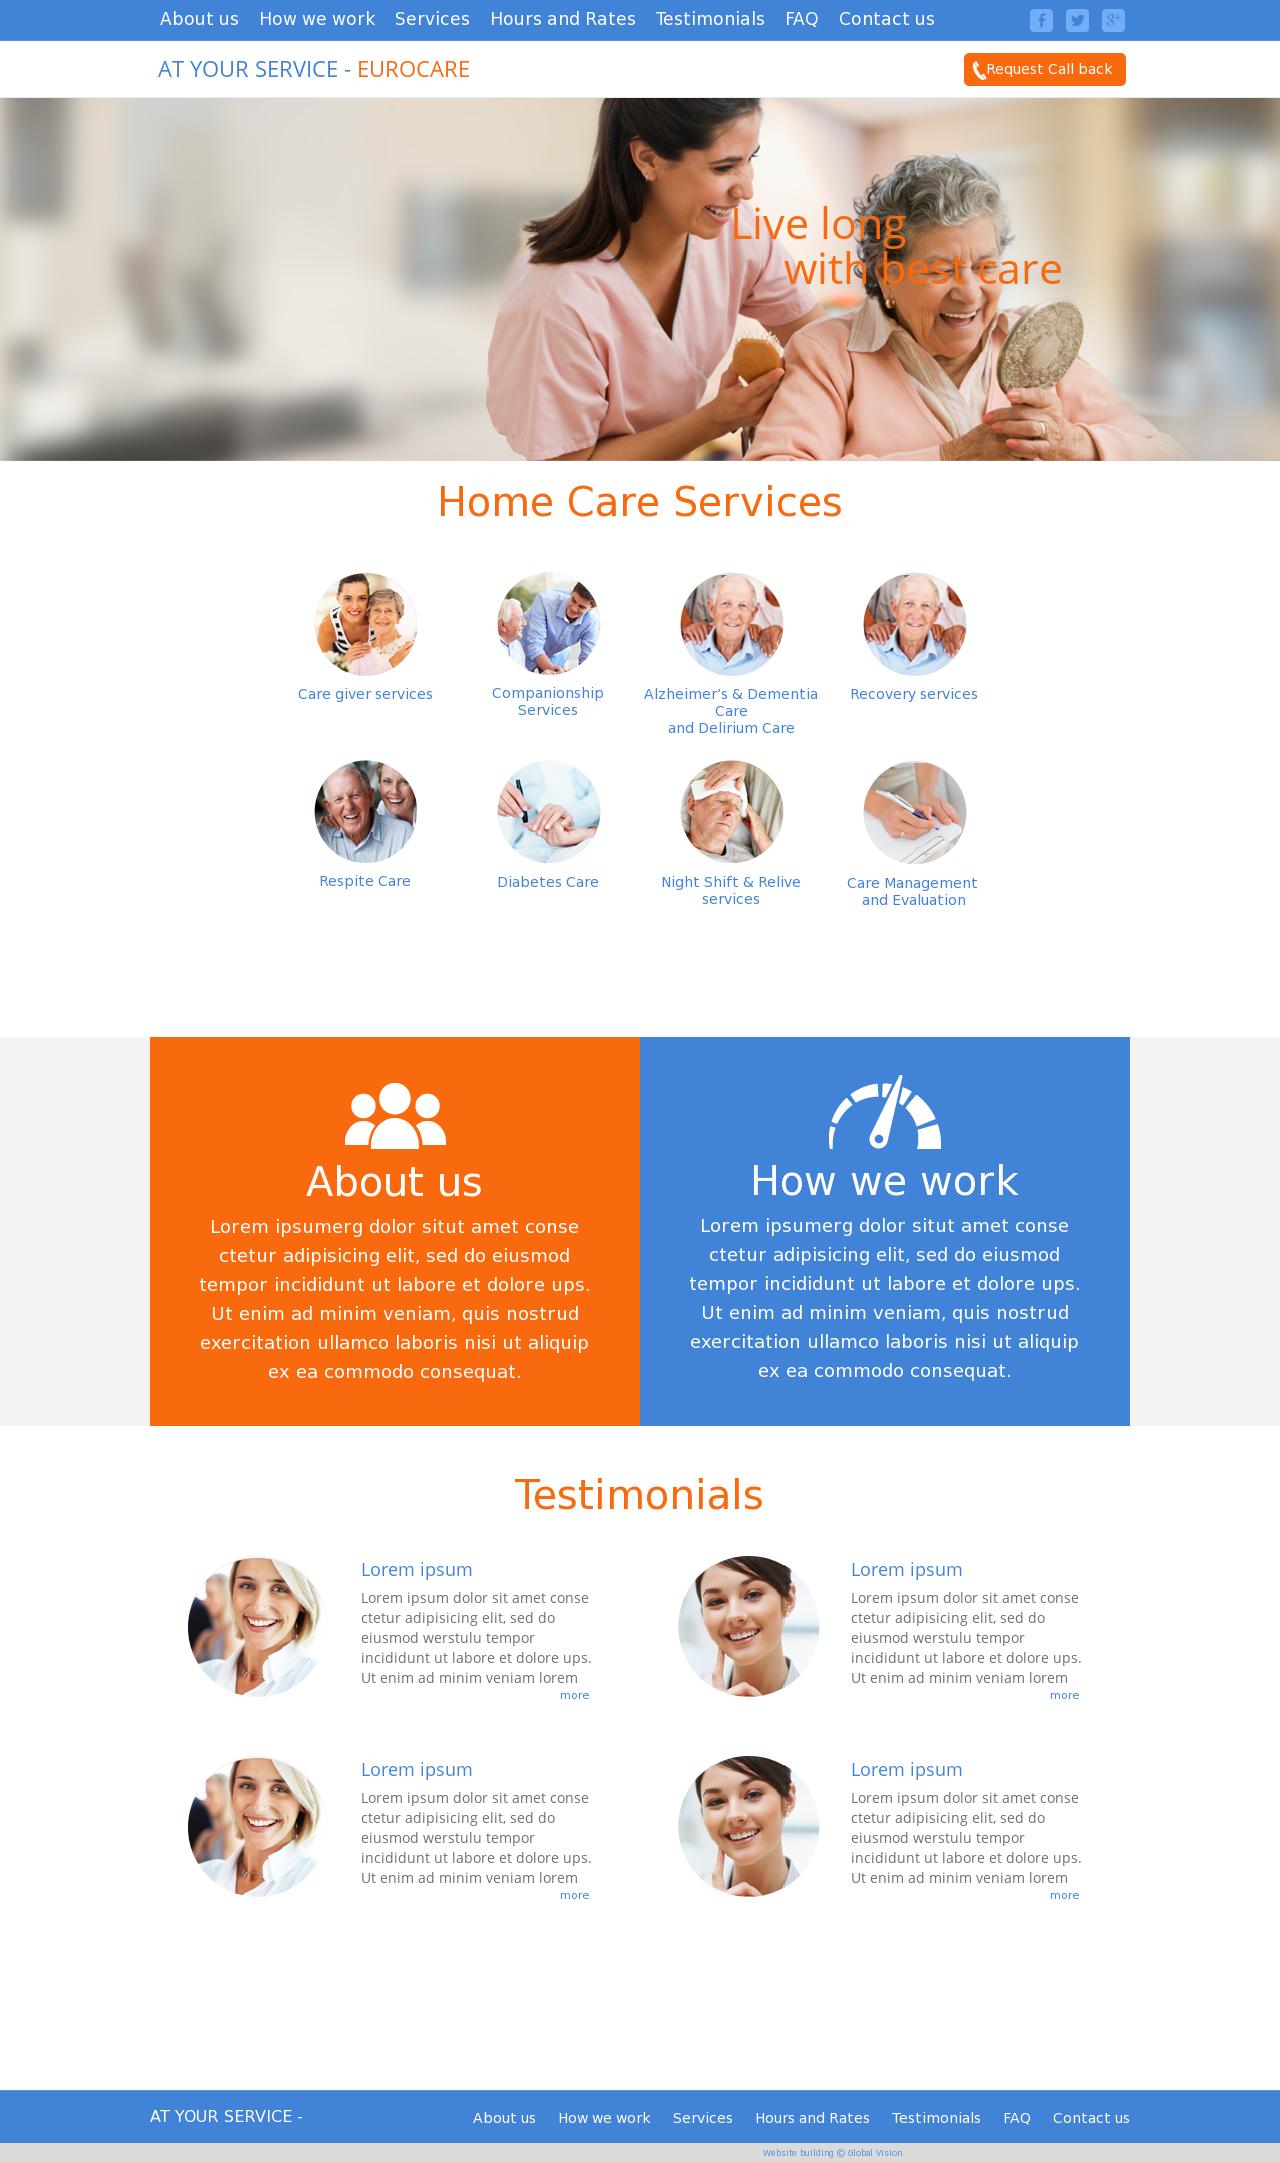 About us How we work Services Hours and Rates Testimonials FAQ Contact us
AT YOUR SERVICE - EUROCARE
Request Call back
Live long
with best care
Home Care Services
Care giver services
Companionship
Services
Alzheimer’s & Dementia
Care
and Delirium Care
Recovery services
Respite Care
Diabetes Care
Night Shift & Relive
services
Care Management
and Evaluation
About us
Lorem ipsumerg dolor situt amet conse
ctetur adipisicing elit, sed do eiusmod
tempor incididunt ut labore et dolore ups.
Ut enim ad minim veniam, quis nostrud
exercitation ullamco laboris nisi ut aliquip
ex ea commodo consequat.
How we work
Lorem ipsumerg dolor situt amet conse
ctetur adipisicing elit, sed do eiusmod
tempor incididunt ut labore et dolore ups.
Ut enim ad minim veniam, quis nostrud
exercitation ullamco laboris nisi ut aliquip
ex ea commodo consequat.
Testimonials
Lorem ipsum
Lorem ipsum dolor sit amet conse
ctetur adipisicing elit, sed do
eiusmod werstulu tempor
incididunt ut labore et dolore ups.
Ut enim ad minim veniam lorem
more
Lorem ipsum
Lorem ipsum dolor sit amet conse
ctetur adipisicing elit, sed do
eiusmod werstulu tempor
incididunt ut labore et dolore ups.
Ut enim ad minim veniam lorem
more
Lorem ipsum
Lorem ipsum dolor sit amet conse
ctetur adipisicing elit, sed do
eiusmod werstulu tempor
incididunt ut labore et dolore ups.
Ut enim ad minim veniam lorem
more
Lorem ipsum
Lorem ipsum dolor sit amet conse
ctetur adipisicing elit, sed do
eiusmod werstulu tempor
incididunt ut labore et dolore ups.
Ut enim ad minim veniam lorem
more
AT YOUR SERVICE -
About us How we work Services Hours and Rates Testimonials FAQ Contact us
Website building © Global Vision